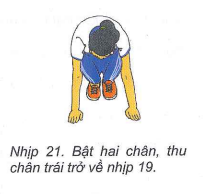 Nhịp 21. Bật hai chân, thu
chân trái trở về nhịp 19.